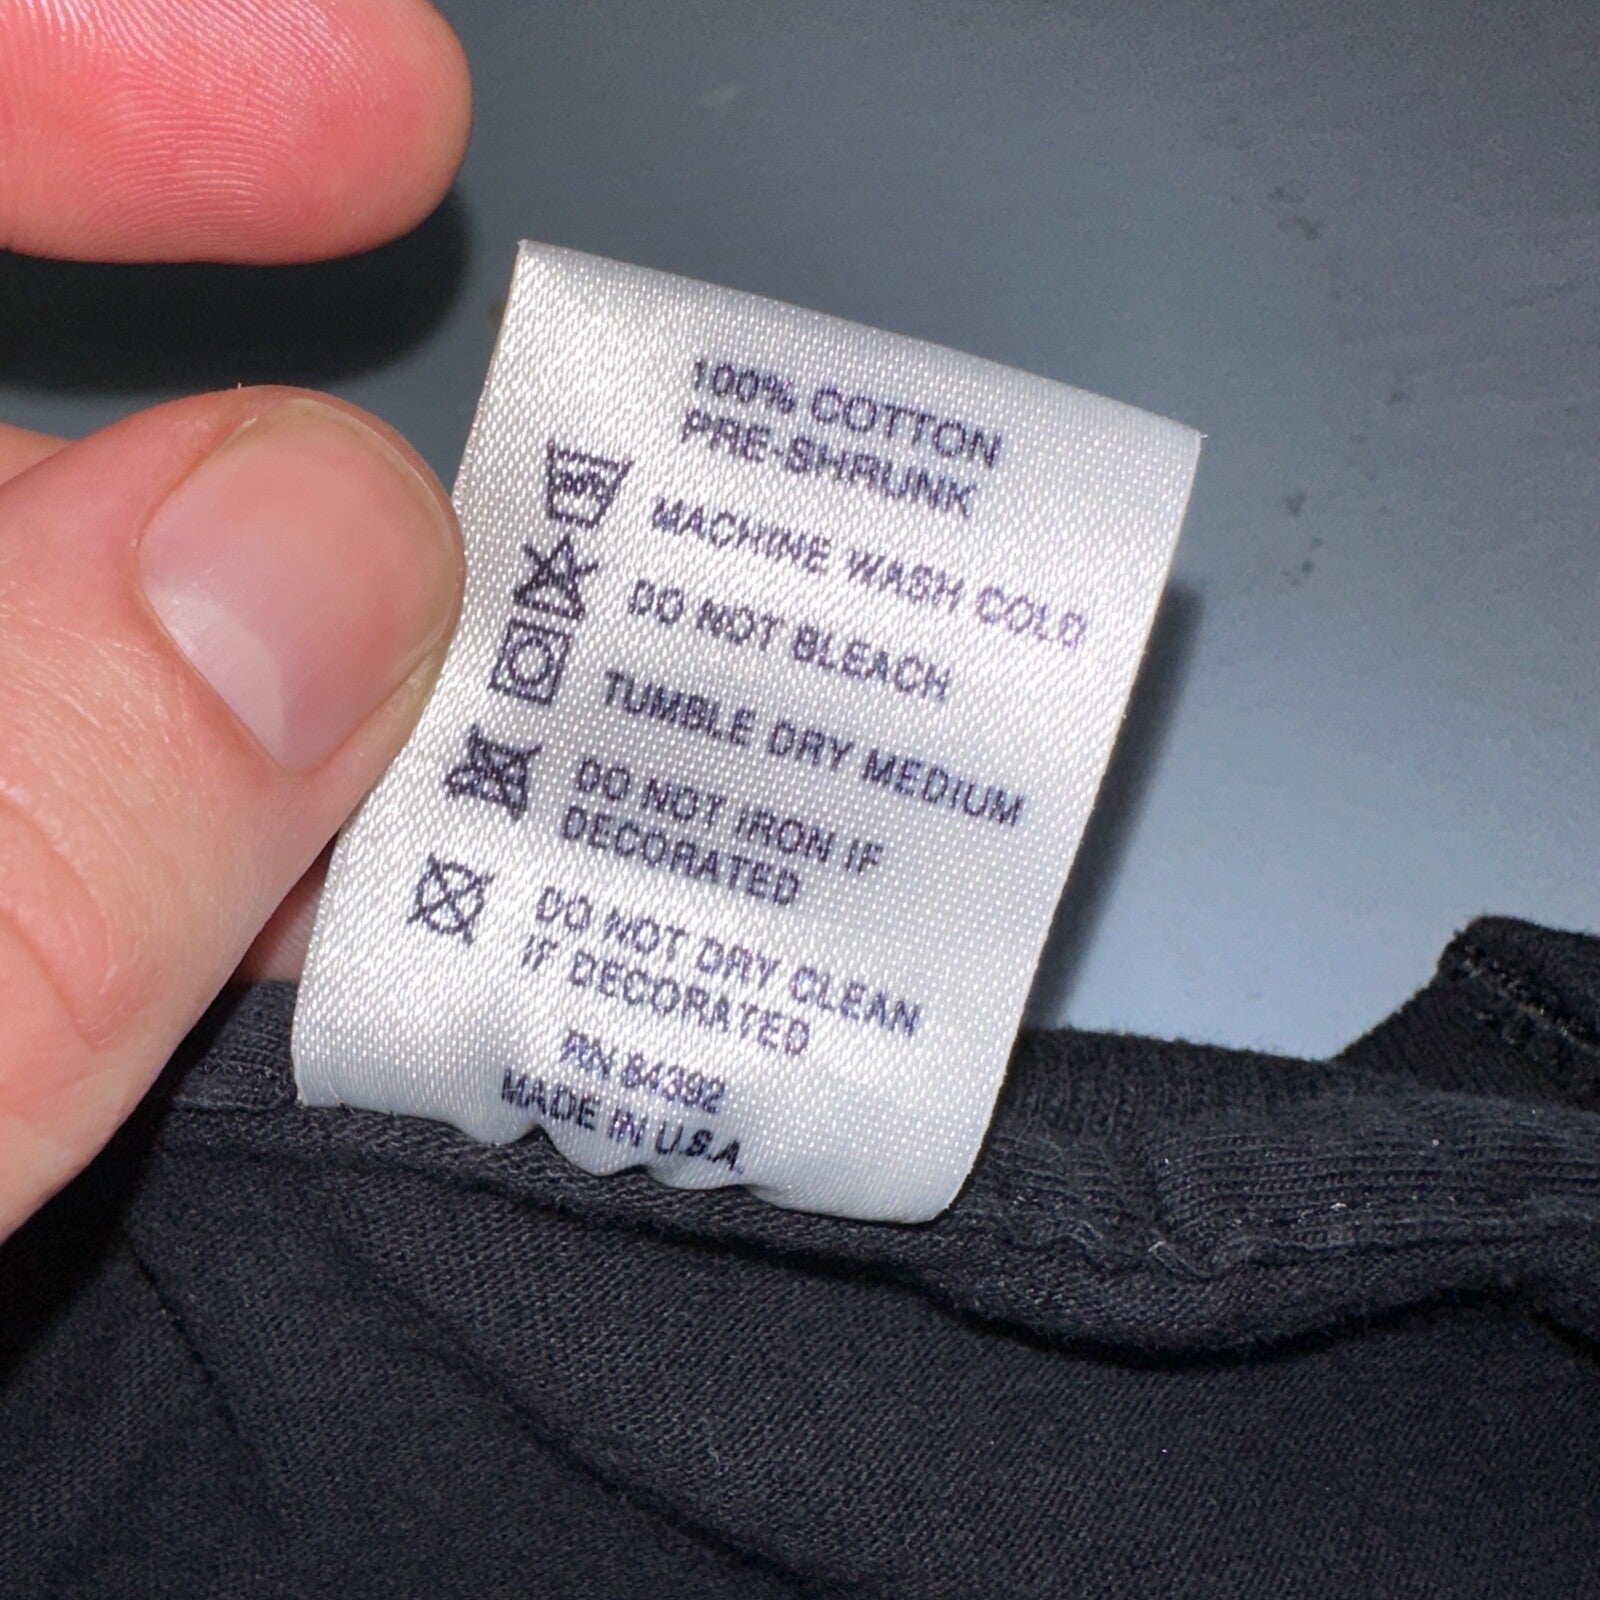 100% COTTON
PRE-SHRUNK
MACHINE WASH COLD
DO NOT BLEACH
TUMBLE DRY MEDIUM
DO NOT IRON IF
DECORATED
DO NOT DRY CLEAN
IF DECORATED
RN 84392
MADE IN U.S.A.